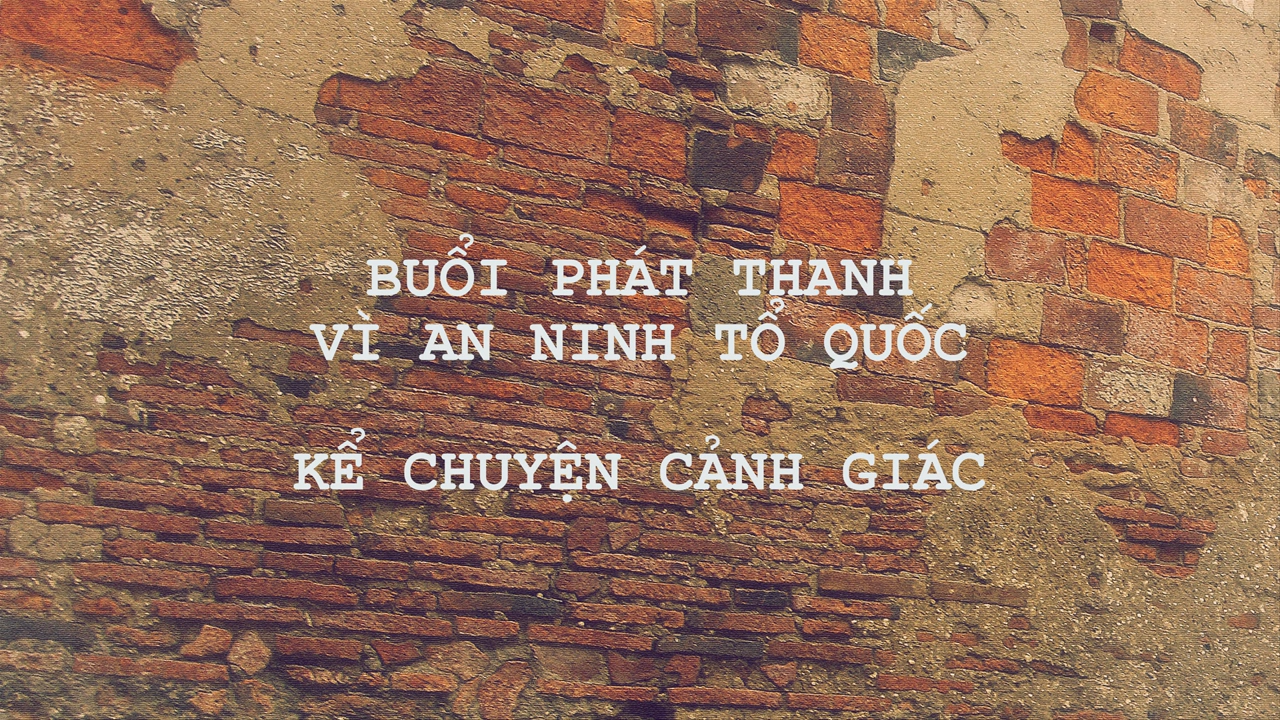 BUỔI PHÁT THANH
VÌ AN NINH TỔ QUỐC
KỂ CHUYỆN CẢNH GIÁC